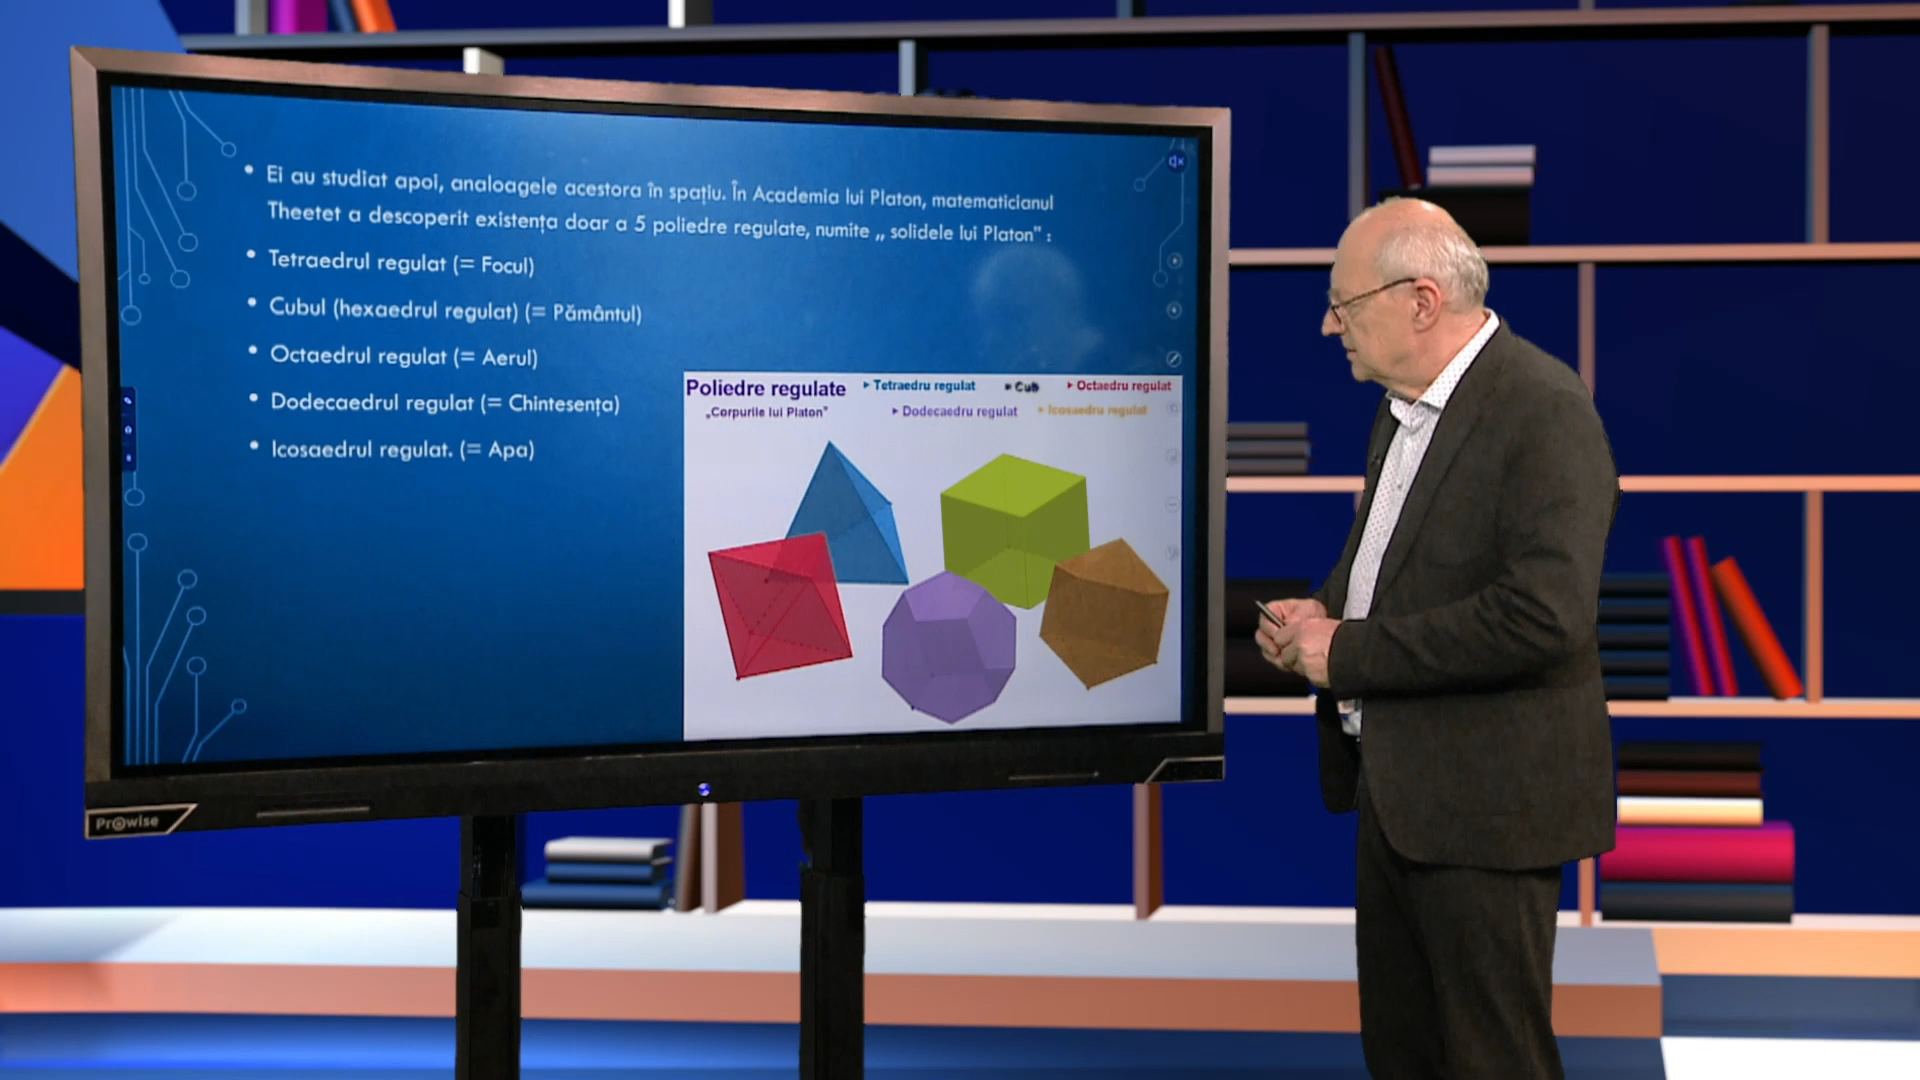 • Ei au studiat apoi, analoagele acestora în spațiu. În Academia lui Platon, matematicianul
Theetet a descoperit existența doar a 5 poliedre regulate, numite „ solidele lui Platon" :
• Tetraedrul regulat (= Focul)
• Cubul (hexaedrul regulat) (= Pământul)
• Octaedrul regulat (= Aerul)
• Dodecaedrul regulat (= Chintesența)
• Icosaedrul regulat. (= Apa)
Poliedre regulate
Tetraedru regulat
Cub
Octaedru regulat
„Corpurile lui Platon”
Dodecaedru regulat
Icosaedru regulat
Prowise